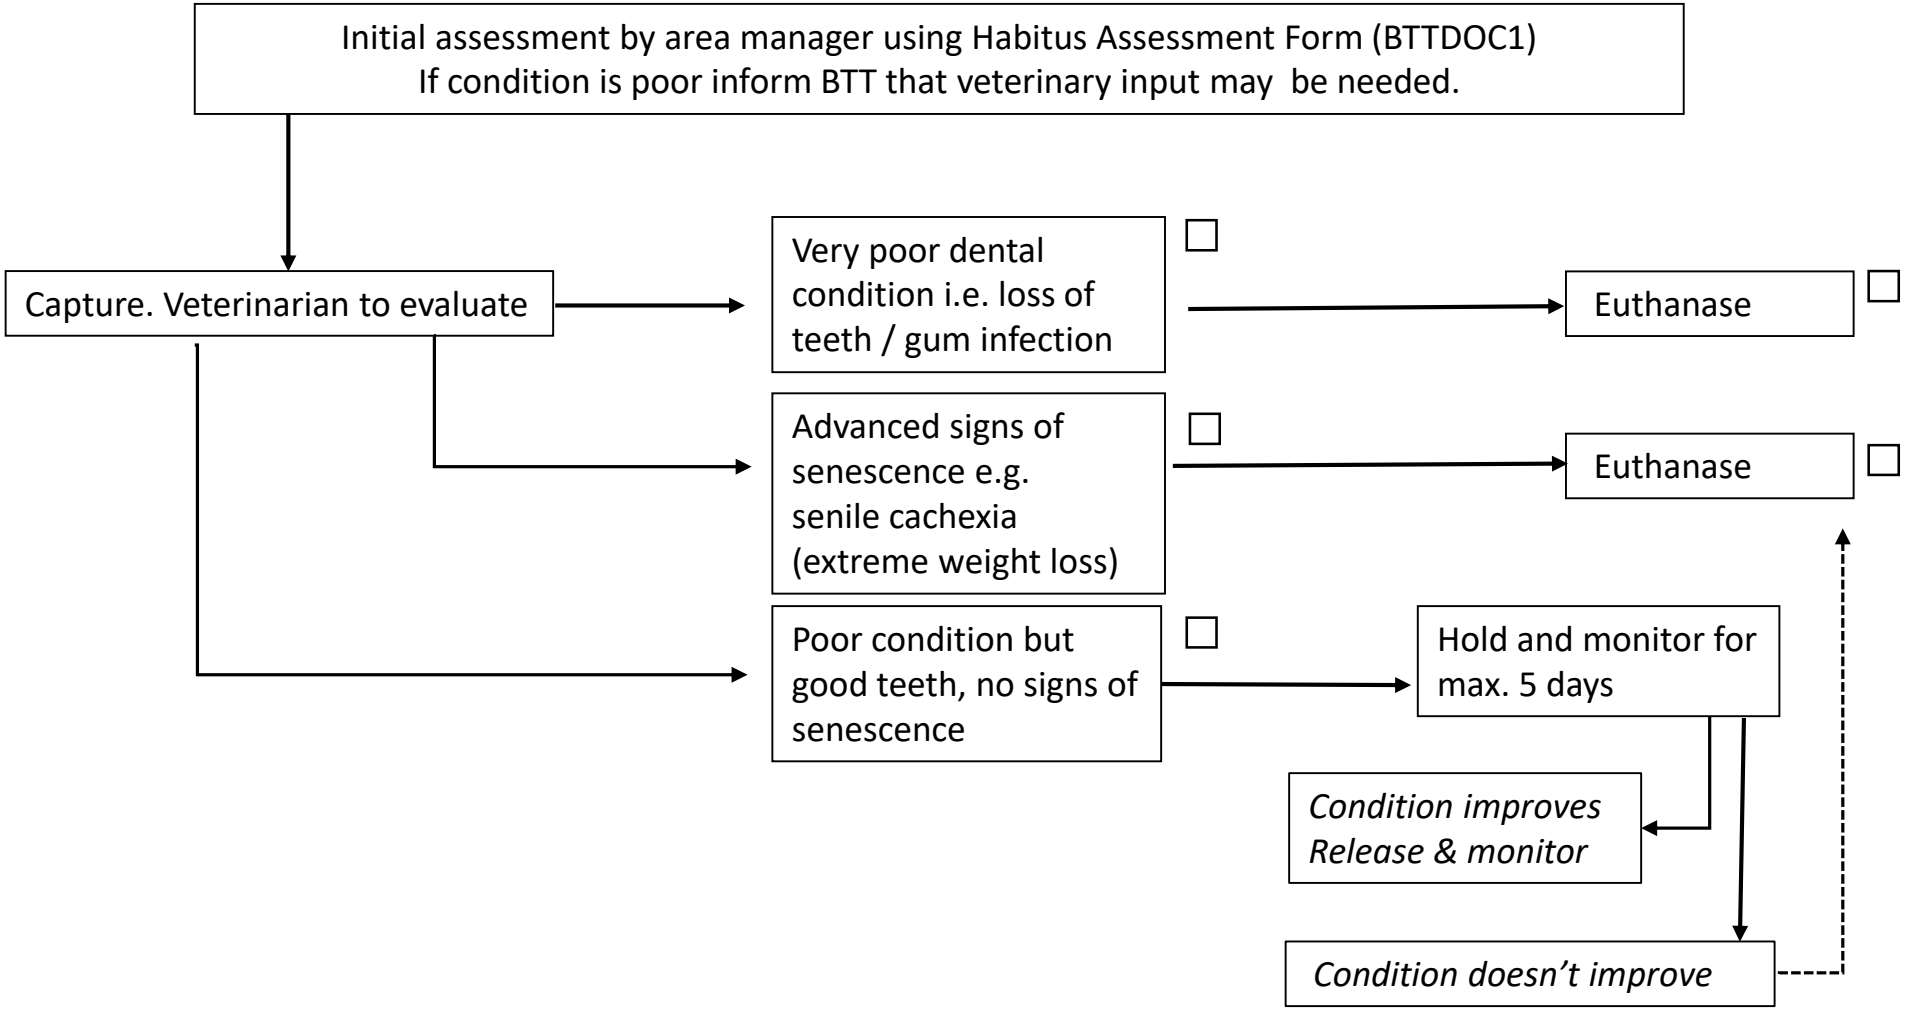 Initial assessment by area manager using Habitus Assessment Form (BTTDOC1)
If condition is poor inform BTT that veterinary input may  be needed.
Capture. Veterinarian to evaluate
Very poor dental
condition i.e. loss of
teeth / gum infection
Euthanase
Advanced signs of
senescence e.g.
senile cachexia
(extreme weight loss)
Euthanase
Poor condition but
good teeth, no signs of
senescence
Hold and monitor for
max. 5 days
Condition improves
Release & monitor
Condition doesn’t improve